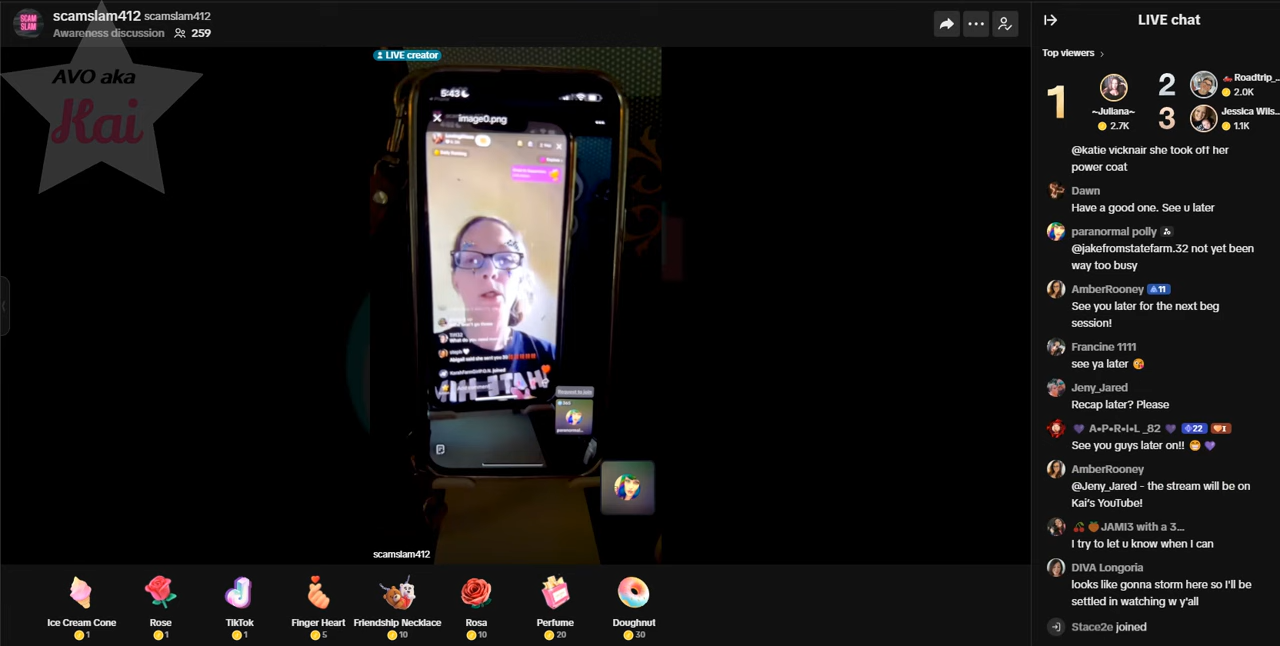 SCAM
SLAM
scamslam412 scamslam412
Awareness discussion 259
AVO aka
Kai
LIVE creator
5:43
image0.png
Request to join
scamslam412
Ice Cream Cone
1
Rose
1
TikTok
1
Finger Heart
5
Friendship Necklace
10
Rosa
10
Perfume
20
Doughnut
30
LIVE chat
Top viewers
1
~Juliana~
2.7K
2
Roadtrip_...
2.0K
3
Jessica Wils...
1.1K
@katie vicknair she took off her
power coat
Dawn
Have a good one. See u later
paranormal polly
@jakefromstatefarm.32 not yet been
way too busy
AmberRooney 11
See you later for the next beg
session!
Francine 1111
see ya later
Jeny_Jared
Recap later? Please
A•P•R•I•L _82 22 I
See you guys later on!!
AmberRooney
@Jeny_Jared - the stream will be on
Kai's YouTube!
JAMI3 with a 3...
I try to let u know when I can
DIVA Longoria
looks like gonna storm here so I'll be
settled in watching w y'all
Stace2e joined